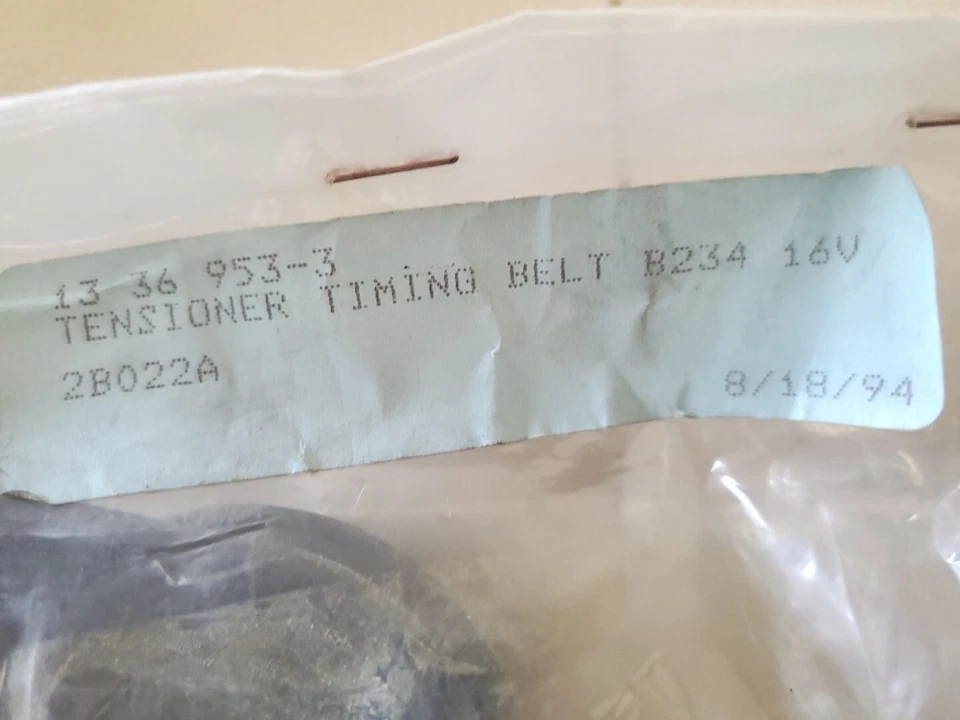 13 36 953-3
TENSIONER TIMING BELT B234 16V
2B022A
8/18/94